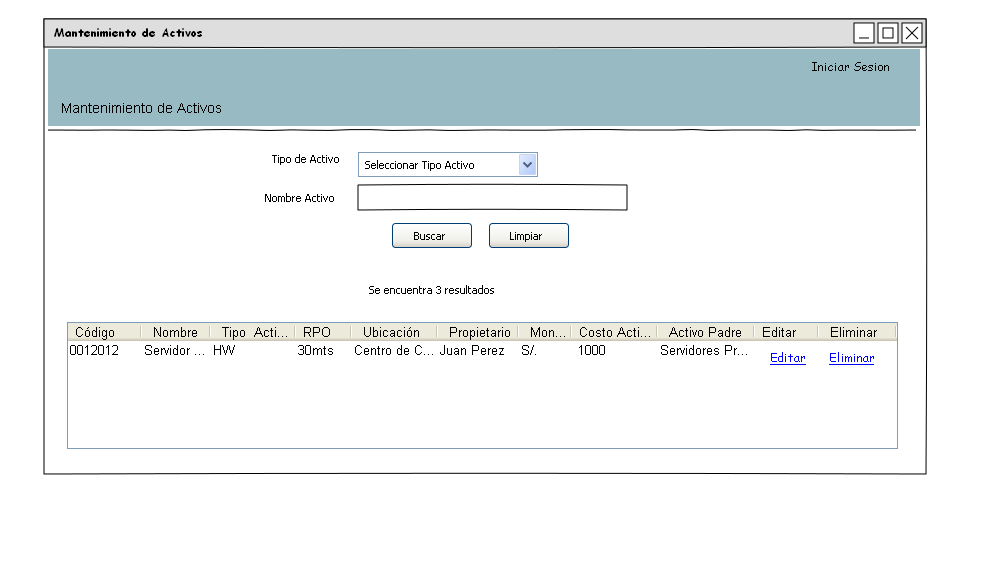 Mantenimiento de Activos
Iniciar Sesion
Mantenimiento de Activos
Tipo de Activo Seleccionar Tipo Activo
Nombre Activo
Buscar Limpiar
Se encuentra 3 resultados
Código Nombre Tipo Acti... RPO Ubicación Propietario Mon... Costo Acti... Activo Padre Editar Eliminar
0012012 Servidor ... HW 30mts Centro de C... Juan Perez S/. 1000 Servidores Pr... Editar Eliminar